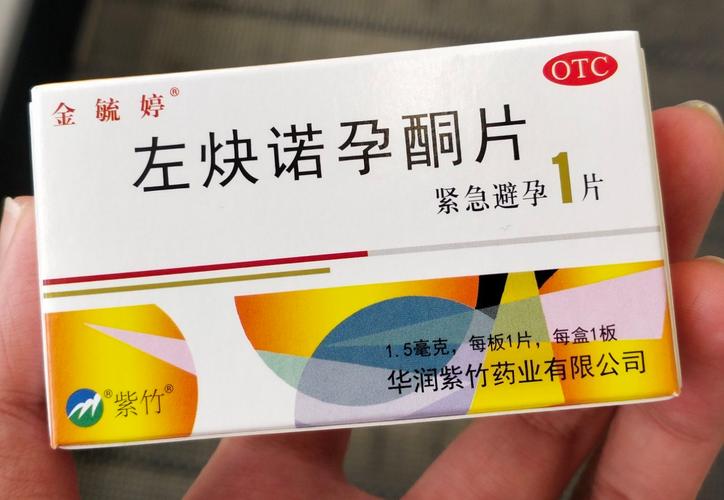 OTC
金毓婷®
左炔诺孕酮片
紧急避孕1片
1.5毫克，每板1片，每盒1板
华润紫竹药业有限公司
®紫竹®